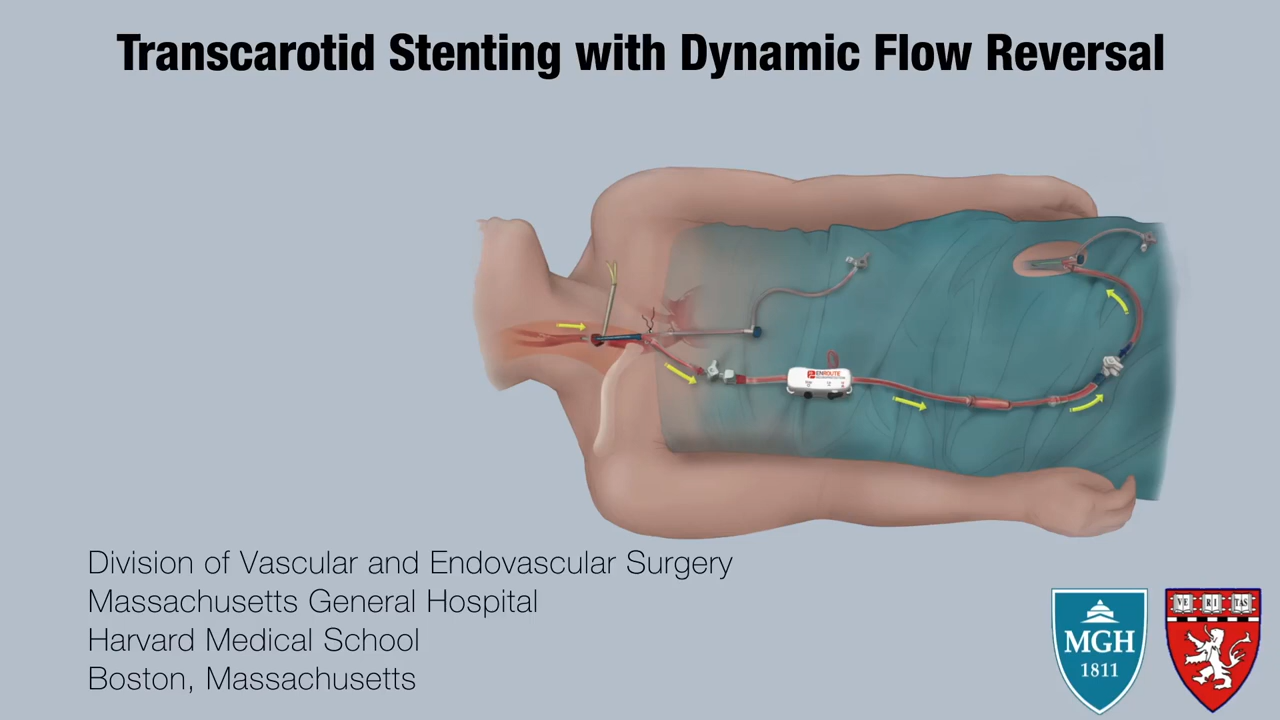 Transcarotid Stenting with Dynamic Flow Reversal
ENROUTE
Division of Vascular and Endovascular Surgery
Massachusetts General Hospital
Harvard Medical School
Boston, Massachusetts
MGH
1811
VE RI TAS